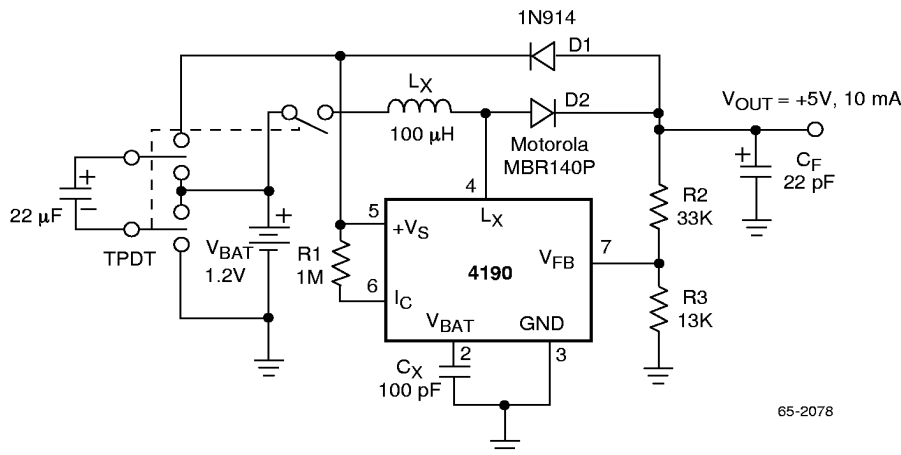 1N914
D1
LX
100 µH
D2
Motorola
MBR140P
VOUT = +5V, 10 mA
+
CF
22 pF
+
–
22 µF
TPDT
VBAT
1.2V
+
R1
1M
4
LX
5
+VS
6
IC
4190
VFB
7
VBAT
GND
2
3
CX
100 pF
R2
33K
R3
13K
65-2078